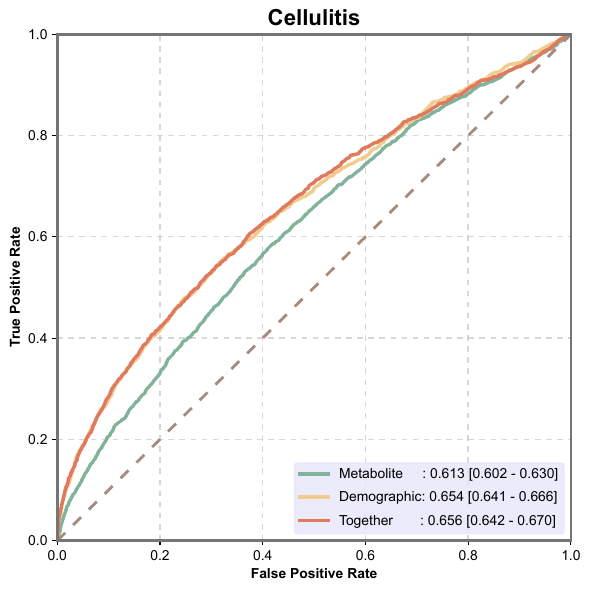 Cellulitis
True Positive Rate
1.0
0.8
0.6
0.4
0.2
0.0
Metabolite : 0.613 [0.602 - 0.630]
Demographic: 0.654 [0.641 - 0.666]
Together : 0.656 [0.642 - 0.670]
0.0 0.2 0.4 0.6 0.8 1.0
False Positive Rate